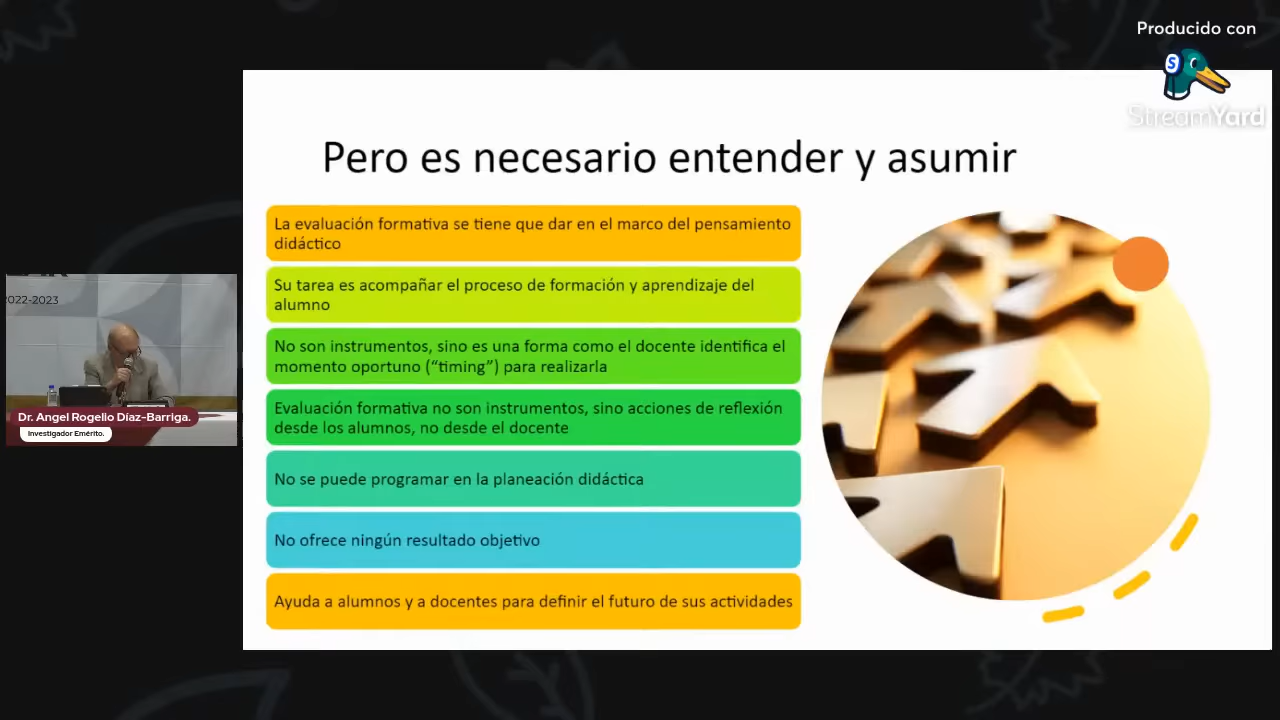 Producido con
StreamYard
Pero es necesario entender y asumir
La evaluación formativa se tiene que dar en el marco del pensamiento
didáctico
Su tarea es acompañar el proceso de formación y aprendizaje del
alumno
No son instrumentos, sino es una forma como el docente identifica el
momento oportuno (“timing”) para realizarla
Evaluación formativa no son instrumentos, sino acciones de reflexión
desde los alumnos, no desde el docente
No se puede programar en la planeación didáctica
No ofrece ningún resultado objetivo
Ayuda a alumnos y a docentes para definir el futuro de sus actividades
2022-2023
Dr. Angel Rogelio Díaz-Barriga.
Investigador Emérito.